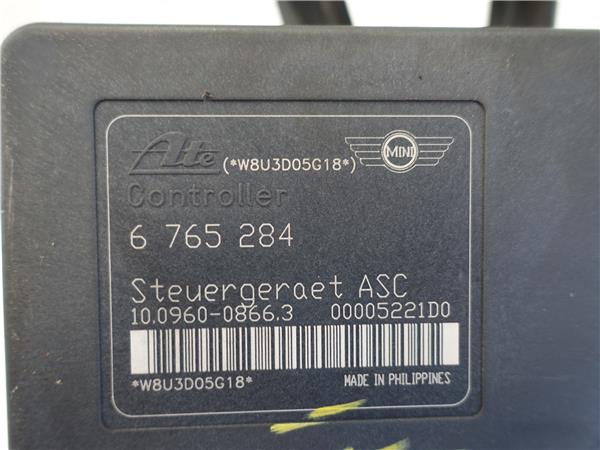 Ate (*W8U3D05G18*) MINI
Controller
6 765 284
Steuergeraet ASC
10.0960-0866.3 00005221D0
*W8U3D05G18* MADE IN PHILIPPINES